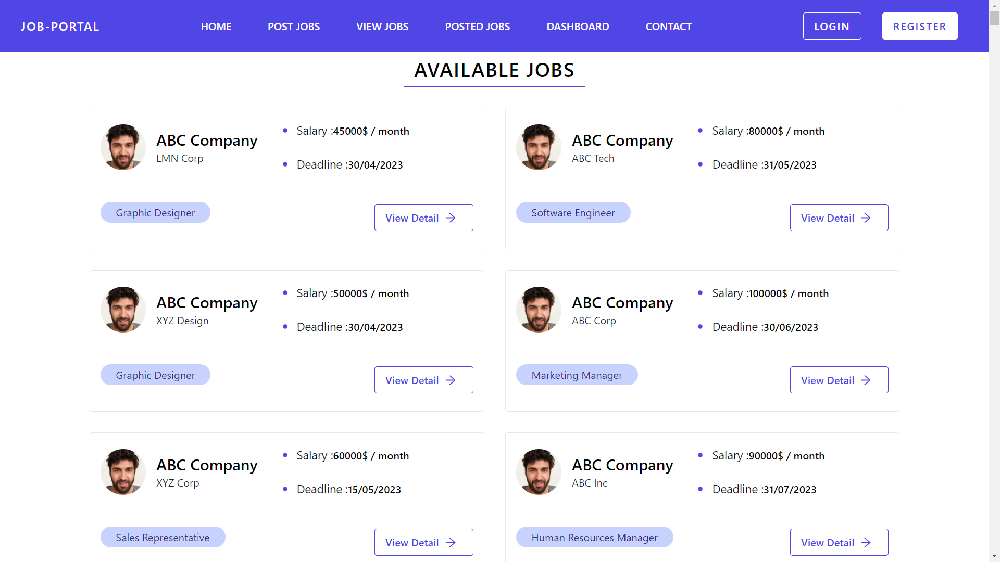 JOB-PORTAL HOME POST JOBS VIEW JOBS POSTED JOBS DASHBOARD CONTACT LOGIN REGISTER
AVAILABLE JOBS
ABC Company
LMN Corp
Salary :45000$ / month
Deadline :30/04/2023
Graphic Designer
View Detail
ABC Company
ABC Tech
Salary :80000$ / month
Deadline :31/05/2023
Software Engineer
View Detail
ABC Company
XYZ Design
Salary :50000$ / month
Deadline :30/04/2023
Graphic Designer
View Detail
ABC Company
ABC Corp
Salary :100000$ / month
Deadline :30/06/2023
Marketing Manager
View Detail
ABC Company
XYZ Corp
Salary :60000$ / month
Deadline :15/05/2023
Sales Representative
View Detail
ABC Company
ABC Inc
Salary :90000$ / month
Deadline :31/07/2023
Human Resources Manager
View Detail